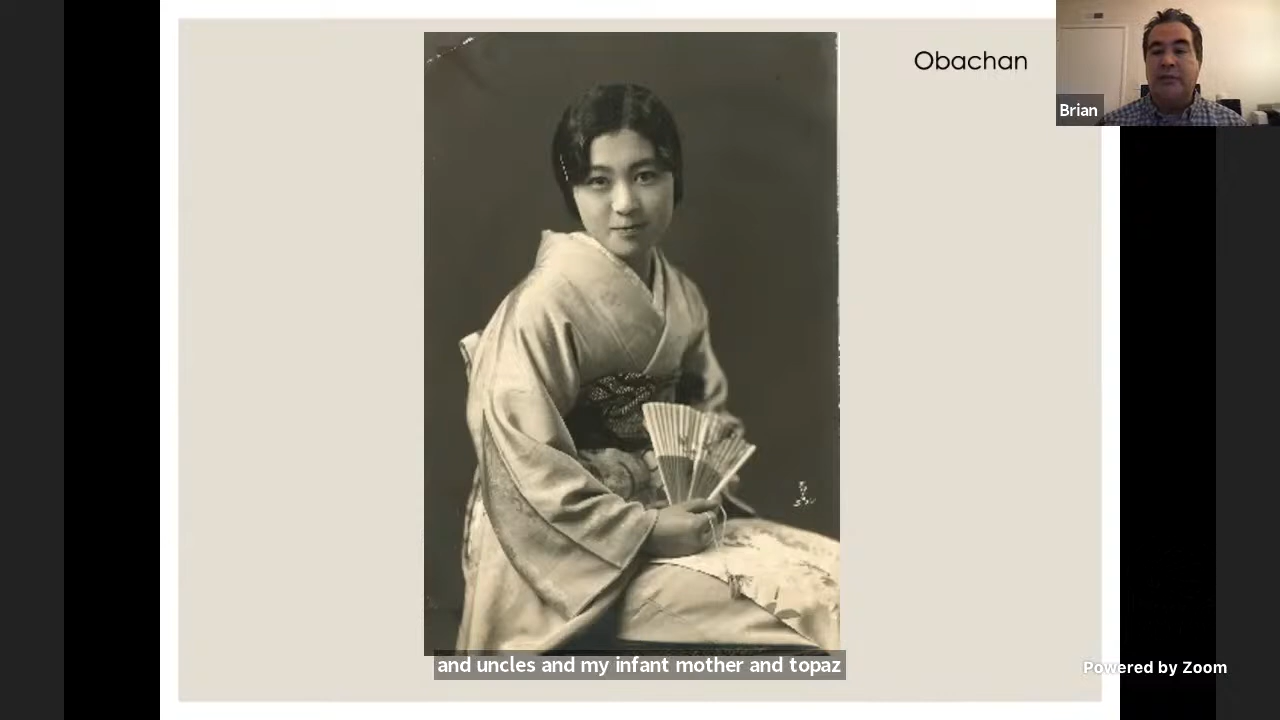 Obachan
Brian
and uncles and my infant mother and topaz
Powered by Zoom